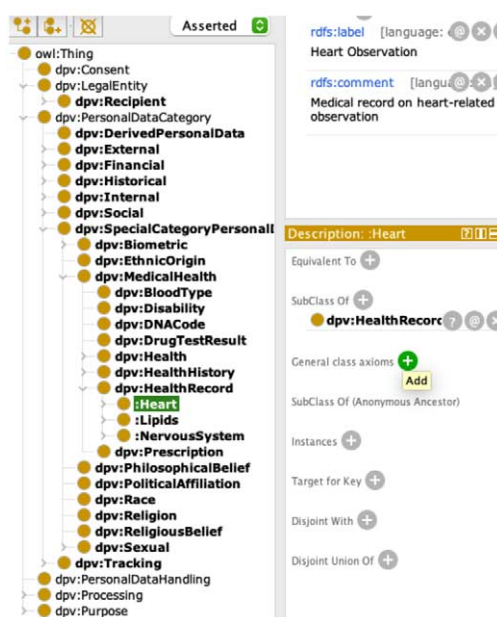 Asserted
owl:Thing
dpv:Consent
dpv:LegalEntity
dpv:Recipient
dpv:PersonalDataCategory
dpv:DerivedPersonalData
dpv:External
dpv:Financial
dpv:Historical
dpv:Internal
dpv:Social
dpv:SpecialCategoryPersonalI
dpv:Biometric
dpv:EthnicOrigin
dpv:MedicalHealth
dpv:BloodType
dpv:Disability
dpv:DNACode
dpv:DrugTestResult
dpv:Health
dpv:HealthHistory
dpv:HealthRecord
:Heart
:Lipids
:NervousSystem
dpv:Prescription
dpv:PhilosophicalBelief
dpv:PoliticalAffiliation
dpv:Race
dpv:Religion
dpv:ReligiousBelief
dpv:Sexual
dpv:Tracking
dpv:PersonalDataHandling
dpv:Processing
dpv:Purpose
rdfs:label [language:
Heart Observation
rdfs:comment [langu
Medical record on heart-related
observation
Description: :Heart
Equivalent To
SubClass Of
dpv:HealthRecord
General class axioms
Add
SubClass Of (Anonymous Ancestor)
Instances
Target for Key
Disjoint With
Disjoint Union Of